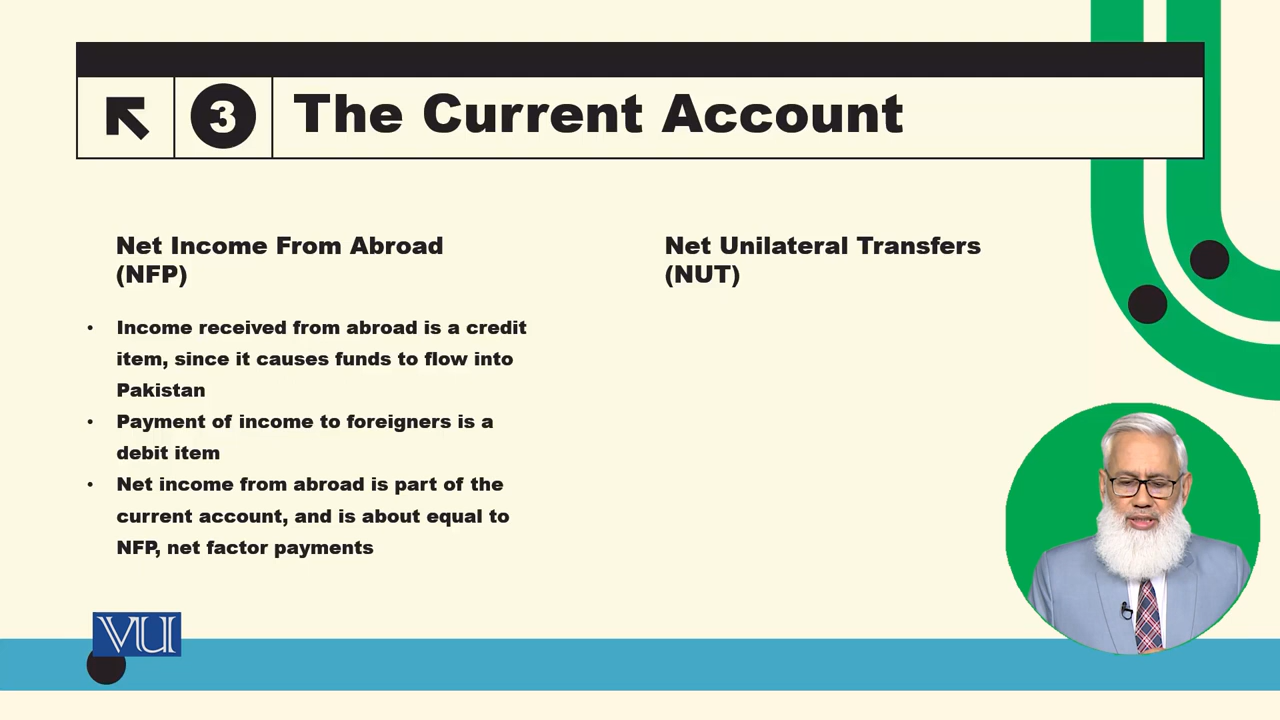 3
The Current Account
Net Income From Abroad
(NFP)
• Income received from abroad is a credit
item, since it causes funds to flow into
Pakistan
• Payment of income to foreigners is a
debit item
• Net income from abroad is part of the
current account, and is about equal to
NFP, net factor payments
Net Unilateral Transfers
(NUT)
VU